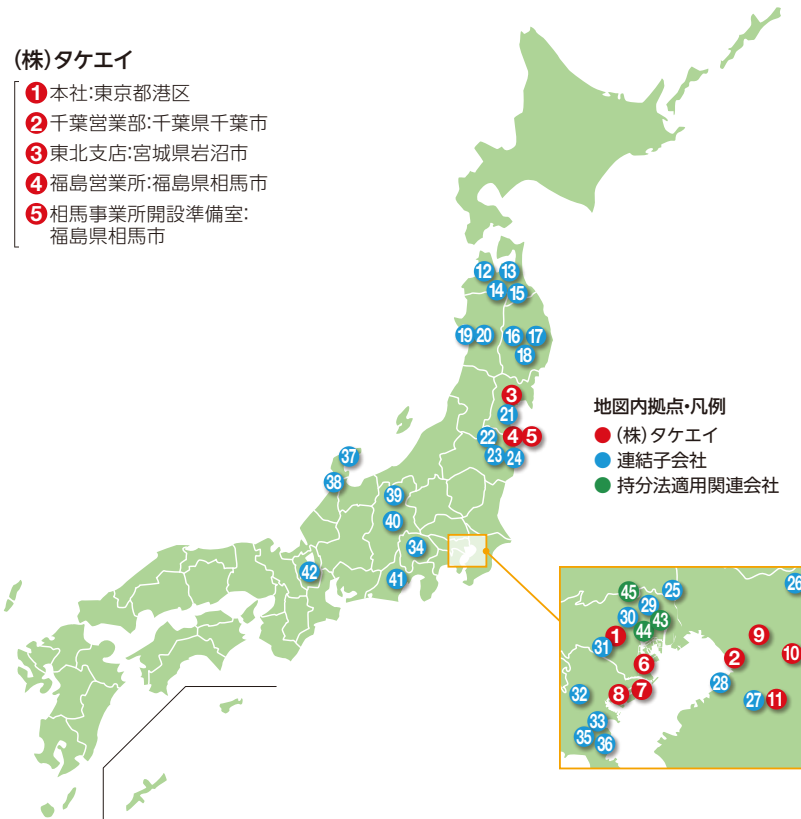 (株)タケエイ
1 本社:東京都港区
2 千葉営業部:千葉県千葉市
3 東北支店:宮城県岩沼市
4 福島営業所:福島県相馬市
5 相馬事業所開設準備室:
福島県相馬市
12 13
14 15
19 20 16 17
18
3
21
22 4 5
23 24
地図内拠点・凡例
(株)タケエイ
連結子会社
持分法適用関連会社
37
38
39
40
34
42
41
45 25 26
29
30 43
44
1 9
31
10
6 2
28
32 8 7
27 11
33
35 36